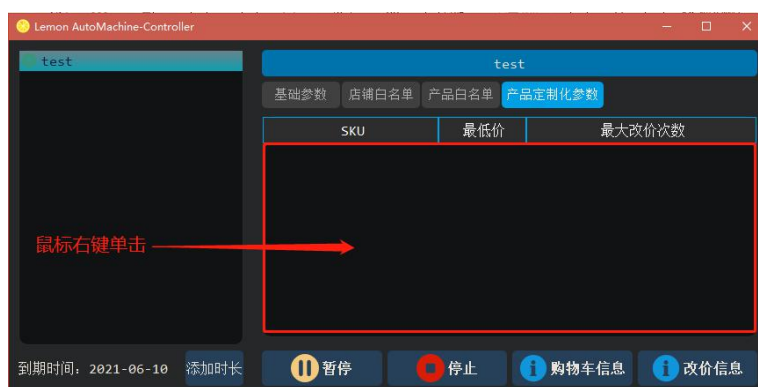 Lemon AutoMachine-Controller
test
test
基础参数 店铺白名单 产品白名单 产品定制化参数
SKU 最低价 最大改价次数
鼠标右键单击
到期时间: 2021-06-10 添加时长 暂停 停止 购物车信息 改价信息